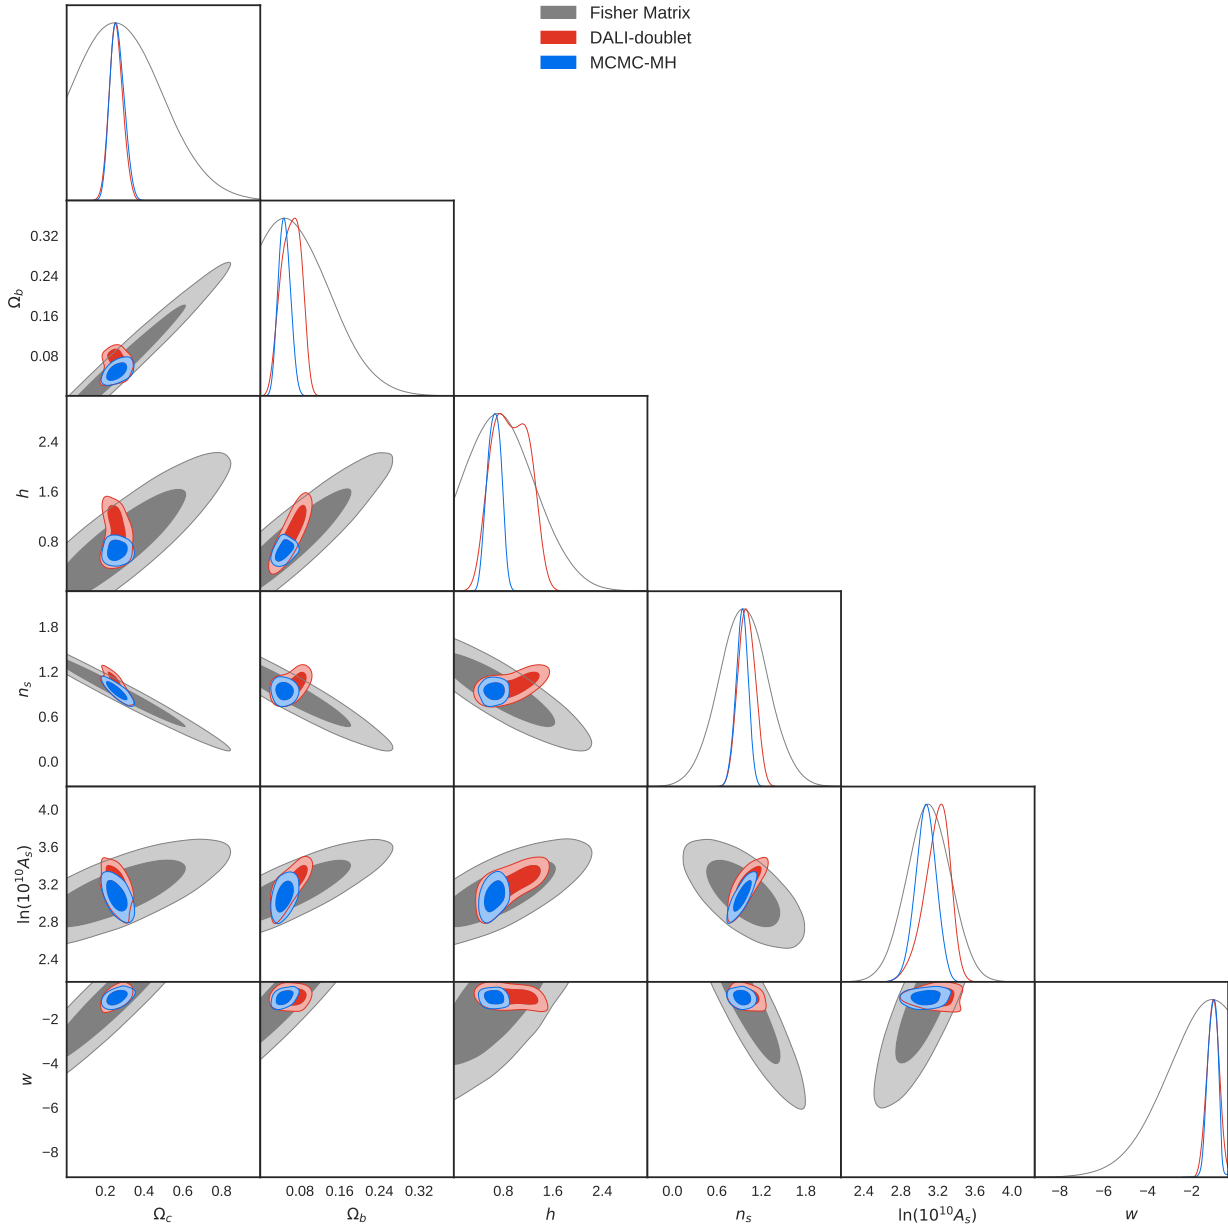 Fisher Matrix
DALI-doublet
MCMC-MH
0.32
0.24
0.16
0.08
Ω_b
2.4
1.6
0.8
h
1.8
1.2
0.6
0.0
n_s
4.0
3.6
3.2
2.8
2.4
ln(10^{10}A_s)
−2
−4
−6
−8
w
0.2 0.4 0.6 0.8
0.08 0.16 0.24 0.32
0.8 1.6 2.4
0.0 0.6 1.2 1.8
2.4 2.8 3.2 3.6 4.0
−8 −6 −4 −2
Ω_c
Ω_b
h
n_s
ln(10^{10}A_s)
w